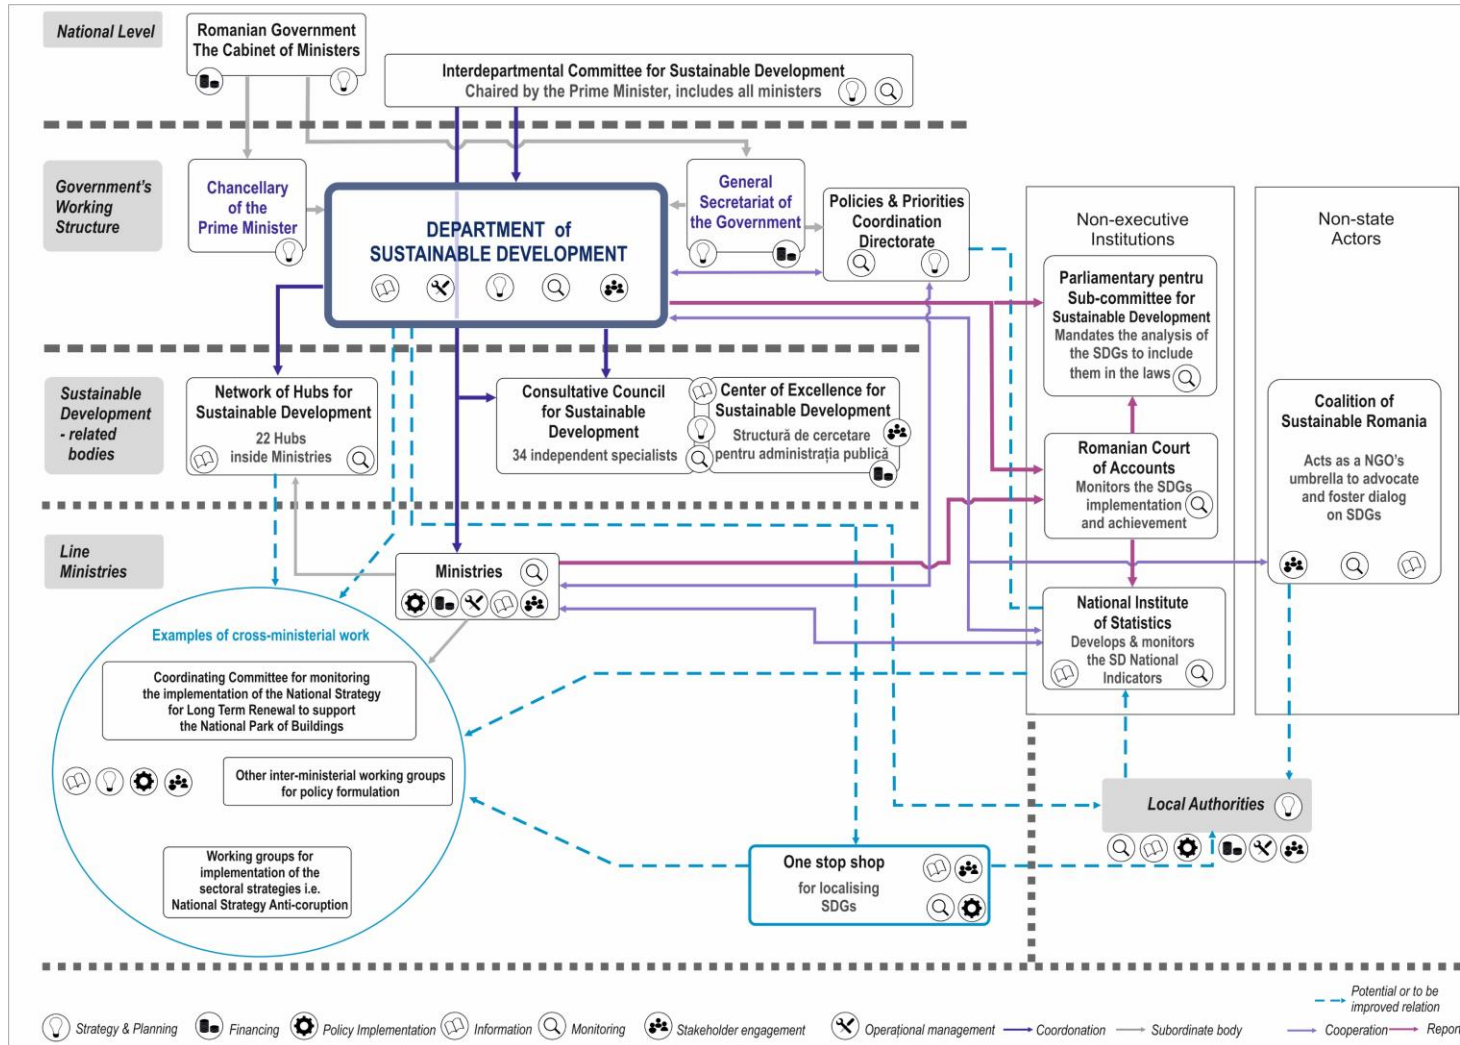 National Level
Romanian Government
The Cabinet of Ministers
Interdepartmental Committee for Sustainable Development
Chaired by the Prime Minister, includes all ministers
Government's
Working
Structure
Chancellary
of the
Prime Minister
DEPARTMENT of
SUSTAINABLE DEVELOPMENT
General
Secretariat of
the Government
Policies & Priorities
Coordination
Directorate
Non-executive
Institutions
Non-state
Actors
Parliamentary pentru
Sub-committee for
Sustainable Development
Mandates the analysis of
the SDGs to include
them in the laws
Sustainable
Development
- related
bodies
Network of Hubs for
Sustainable Development
22 Hubs
inside Ministries
Consultative Council
for Sustainable
Development
34 independent specialists
Center of Excellence for
Sustainable Development
Structură de cercetare
pentru administrația publică
Romanian Court
of Accounts
Monitors the SDGs
implementation
and achievement
Coalition of
Sustainable Romania
Acts as a NGO's
umbrella to advocate
and foster dialog
on SDGs
Line
Ministries
Ministries
National Institute
of Statistics
Develops & monitors
the SD National
Indicators
Examples of cross-ministerial work
Coordinating Committee for monitoring
the implementation of the National Strategy
for Long Term Renewal to support
the National Park of Buildings
Other inter-ministerial working groups
for policy formulation
Working groups for
implementation of the
sectoral strategies i.e.
National Strategy Anti-coruption
One stop shop
for localising
SDGs
Local Authorities
Potential or to be
improved relation
Strategy & Planning
Financing
Policy Implementation
Information
Monitoring
Stakeholder engagement
Operațional management
Coordonation
Subordinate body
Cooperation
Report